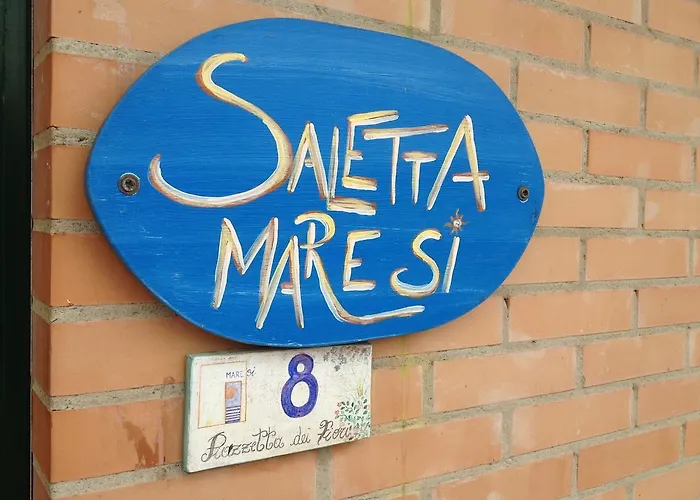 SALETTA
MARE SI
MARE Si
8
Piazzetta dei Fiori